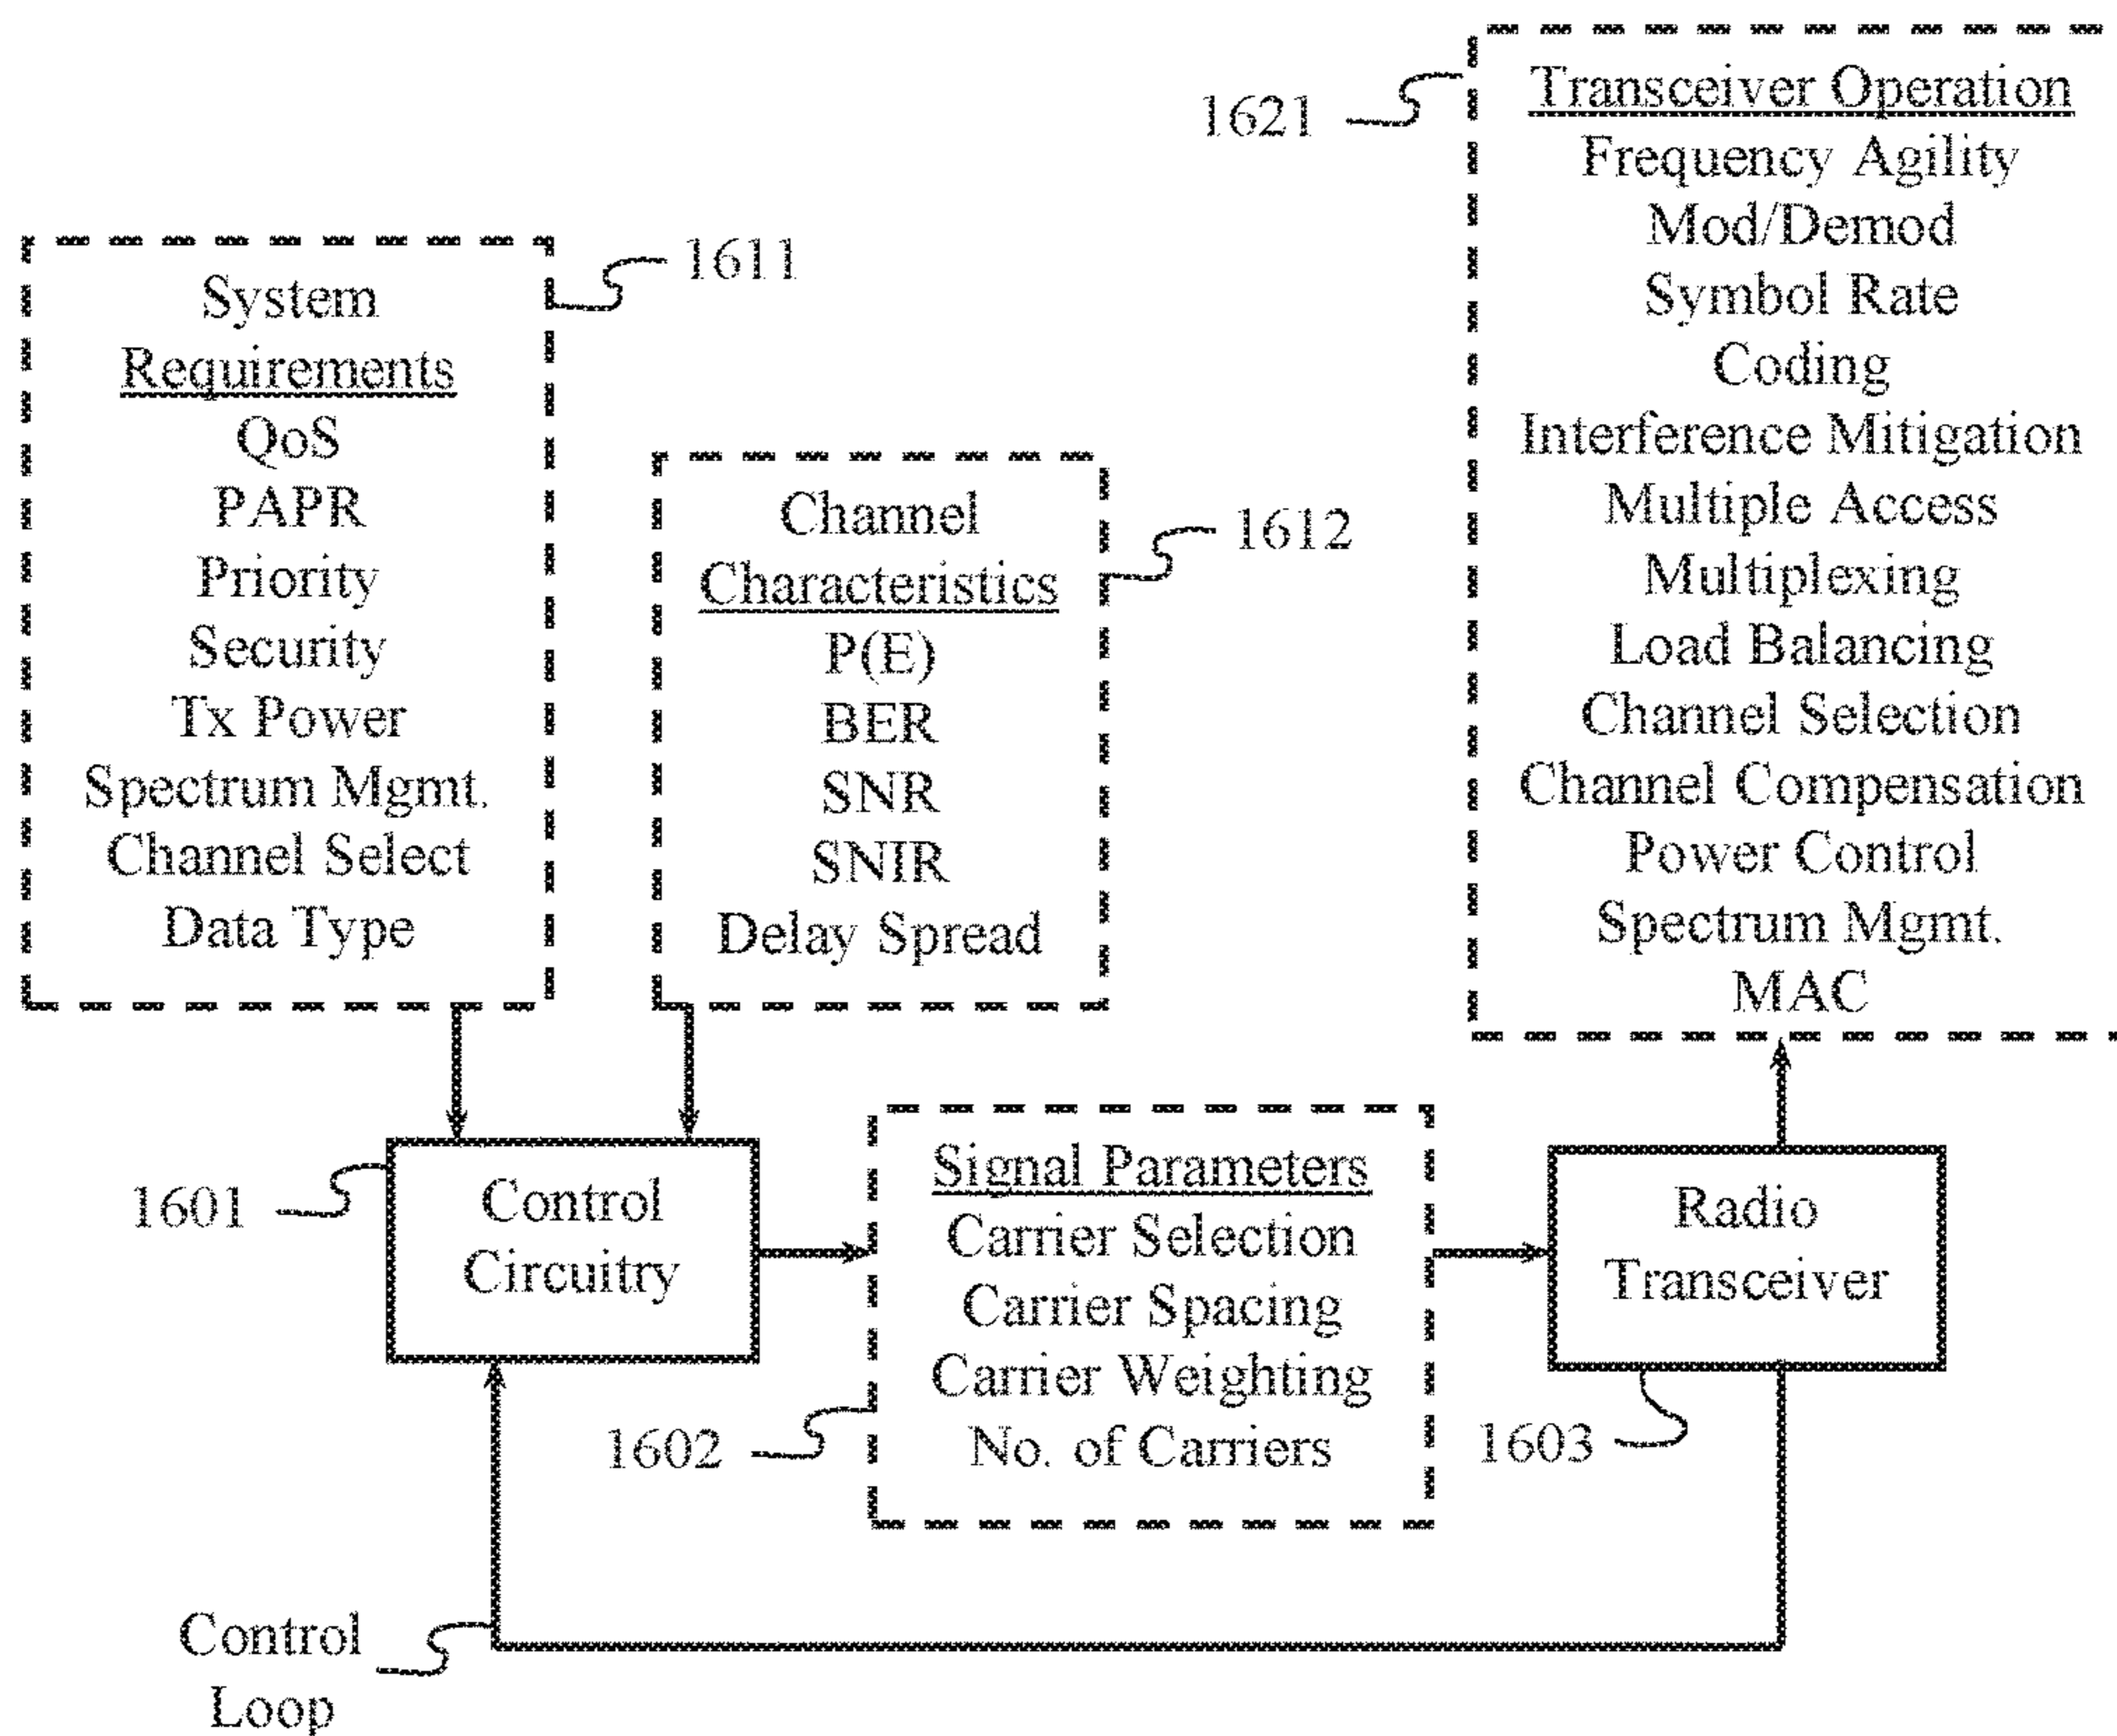 1611
System
Requirements
QoS
PAPR
Priority
Security
Tx Power
Spectrum Mgmt.
Channel Select
Data Type
1612
Channel
Characteristics
P(E)
BER
SNR
SNIR
Delay Spread
1621
Transceiver Operation
Frequency Agility
Mod/Demod
Symbol Rate
Coding
Interference Mitigation
Multiple Access
Multiplexing
Load Balancing
Channel Selection
Channel Compensation
Power Control
Spectrum Mgmt.
MAC
1601
Control
Circuitry
1602
Signal Parameters
Carrier Selection
Carrier Spacing
Carrier Weighting
No. of Carriers
Radio
Transceiver
1603
Control
Loop